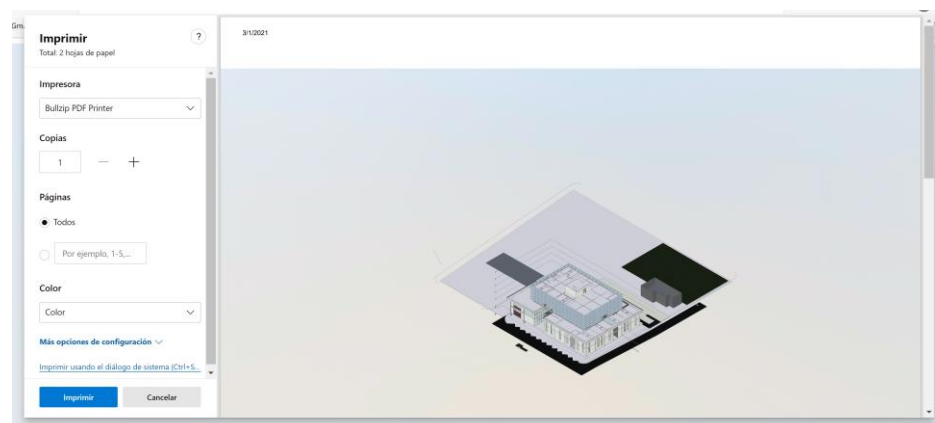 Gm
Imprimir
?
Total: 2 hojas de papel
Impresora
Bullzip PDF Printer
Copias
1
Páginas
Todos
Por ejemplo, 1-5,...
Color
Color
Más opciones de configuración
Imprimir usando el diálogo de sistema (Ctrl+S...
Imprimir
Cancelar
3/1/2021